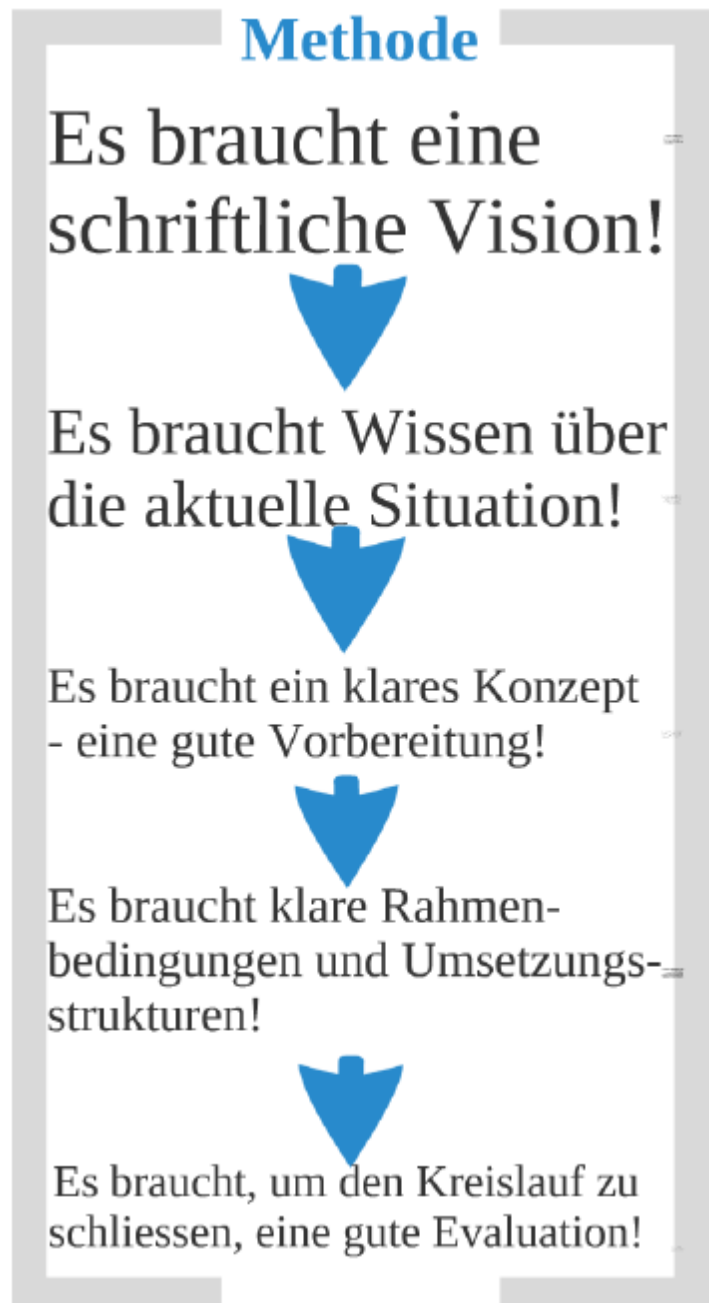 Methode
Es braucht eine
schriftliche Vision!
Es braucht Wissen über
die aktuelle Situation!
Es braucht ein klares Konzept
- eine gute Vorbereitung!
Es braucht klare Rahmen-
bedingungen und Umsetzungs-
strukturen!
Es braucht, um den Kreislauf zu
schliessen, eine gute Evaluation!